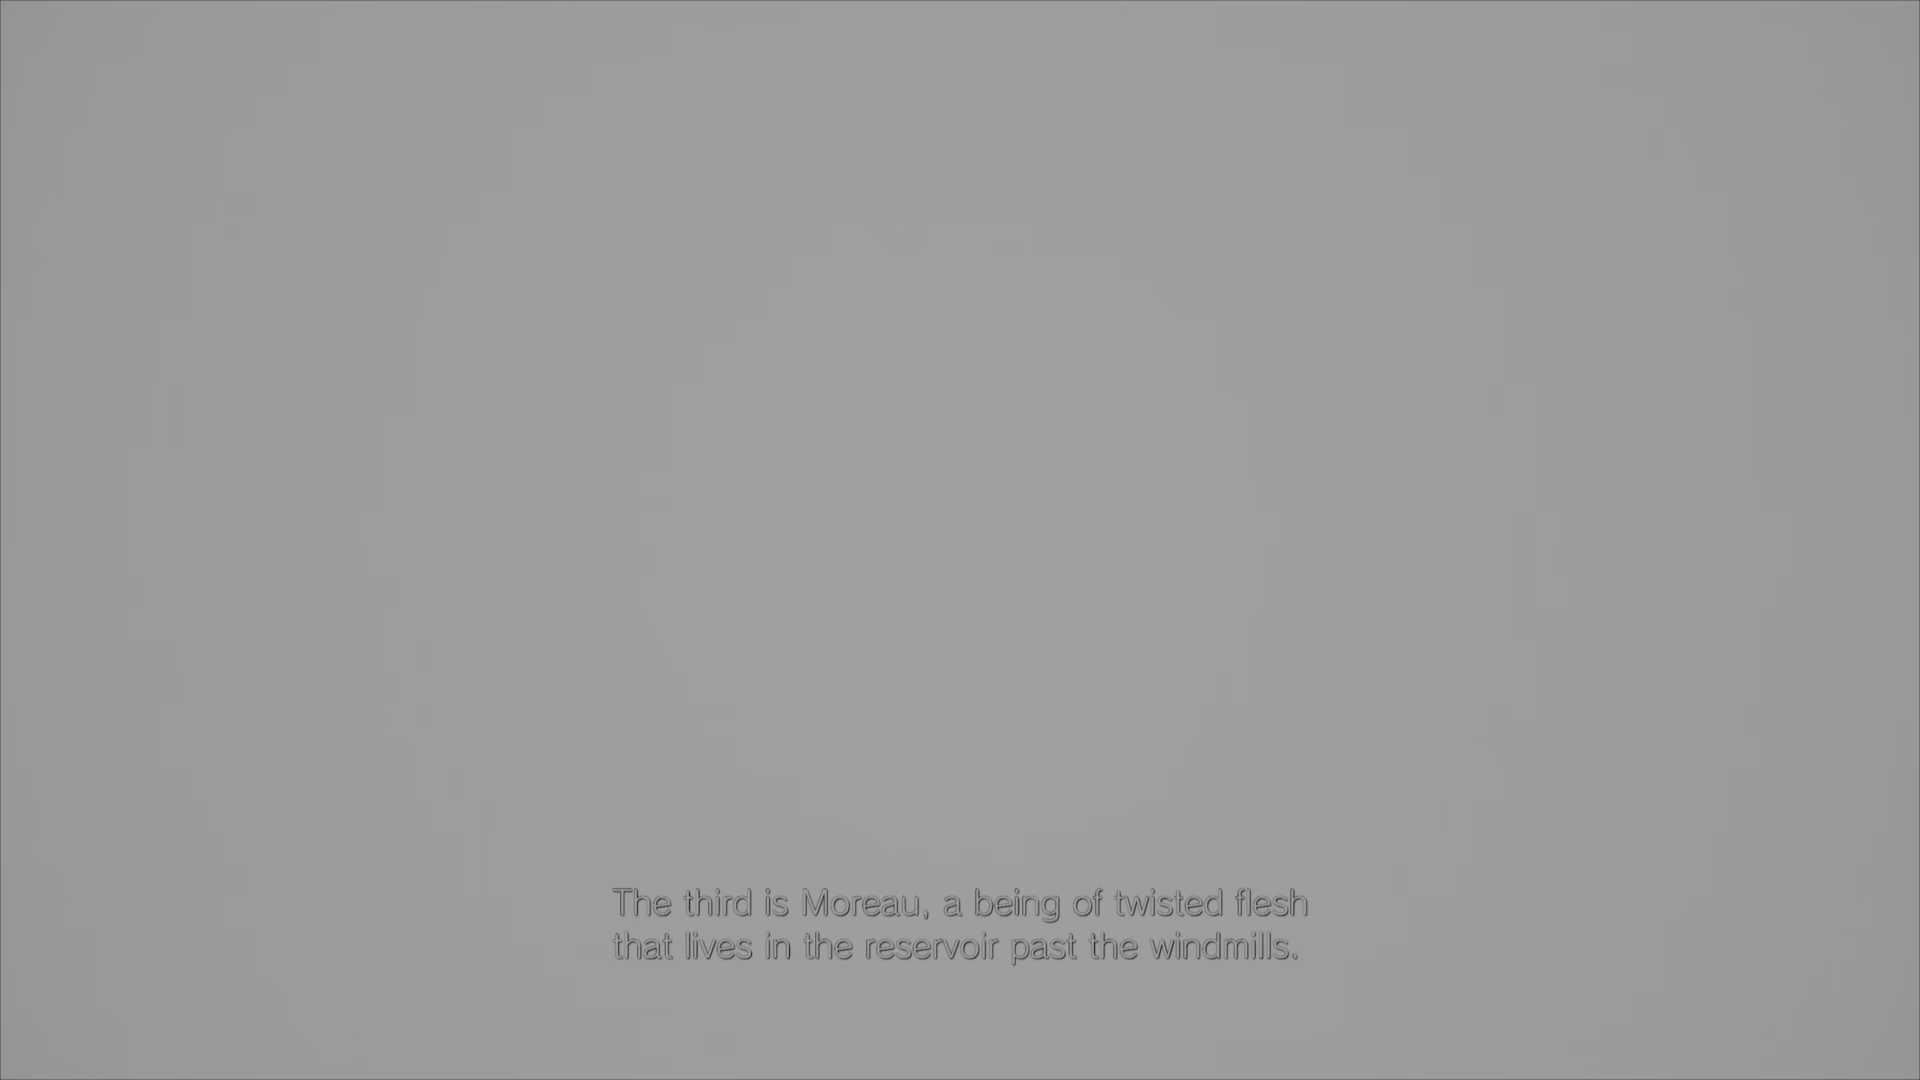 The third is Moreau, a being of twisted flesh
that lives in the reservoir past the windmills.